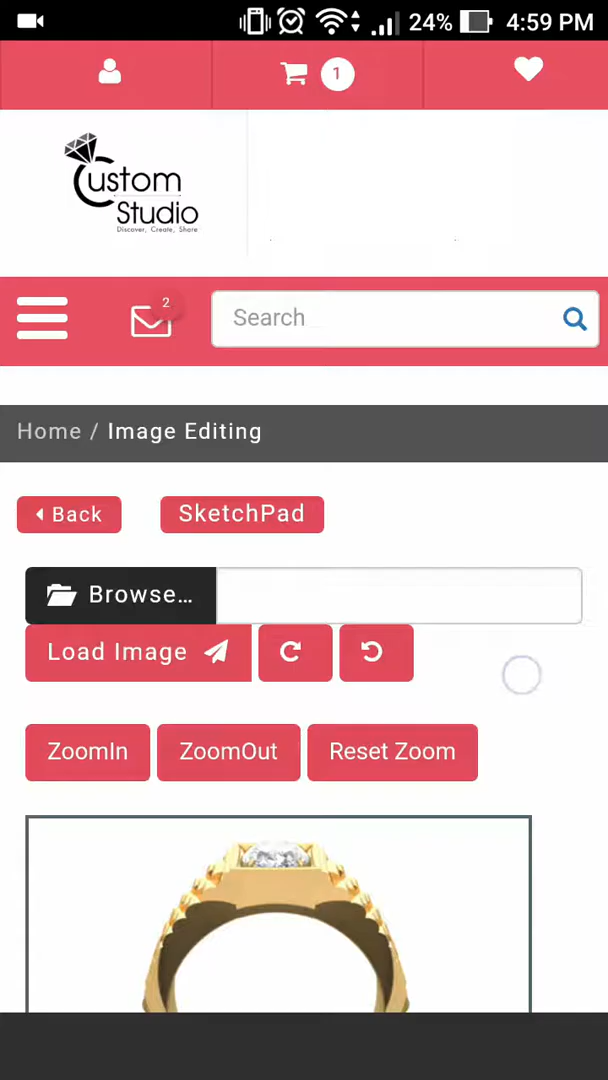 24% 4:59 PM
1
Custom
Studio
Discover, Create, Share
2
Search
Home / Image Editing
Back SketchPad
Browse...
Load Image
ZoomIn ZoomOut Reset Zoom